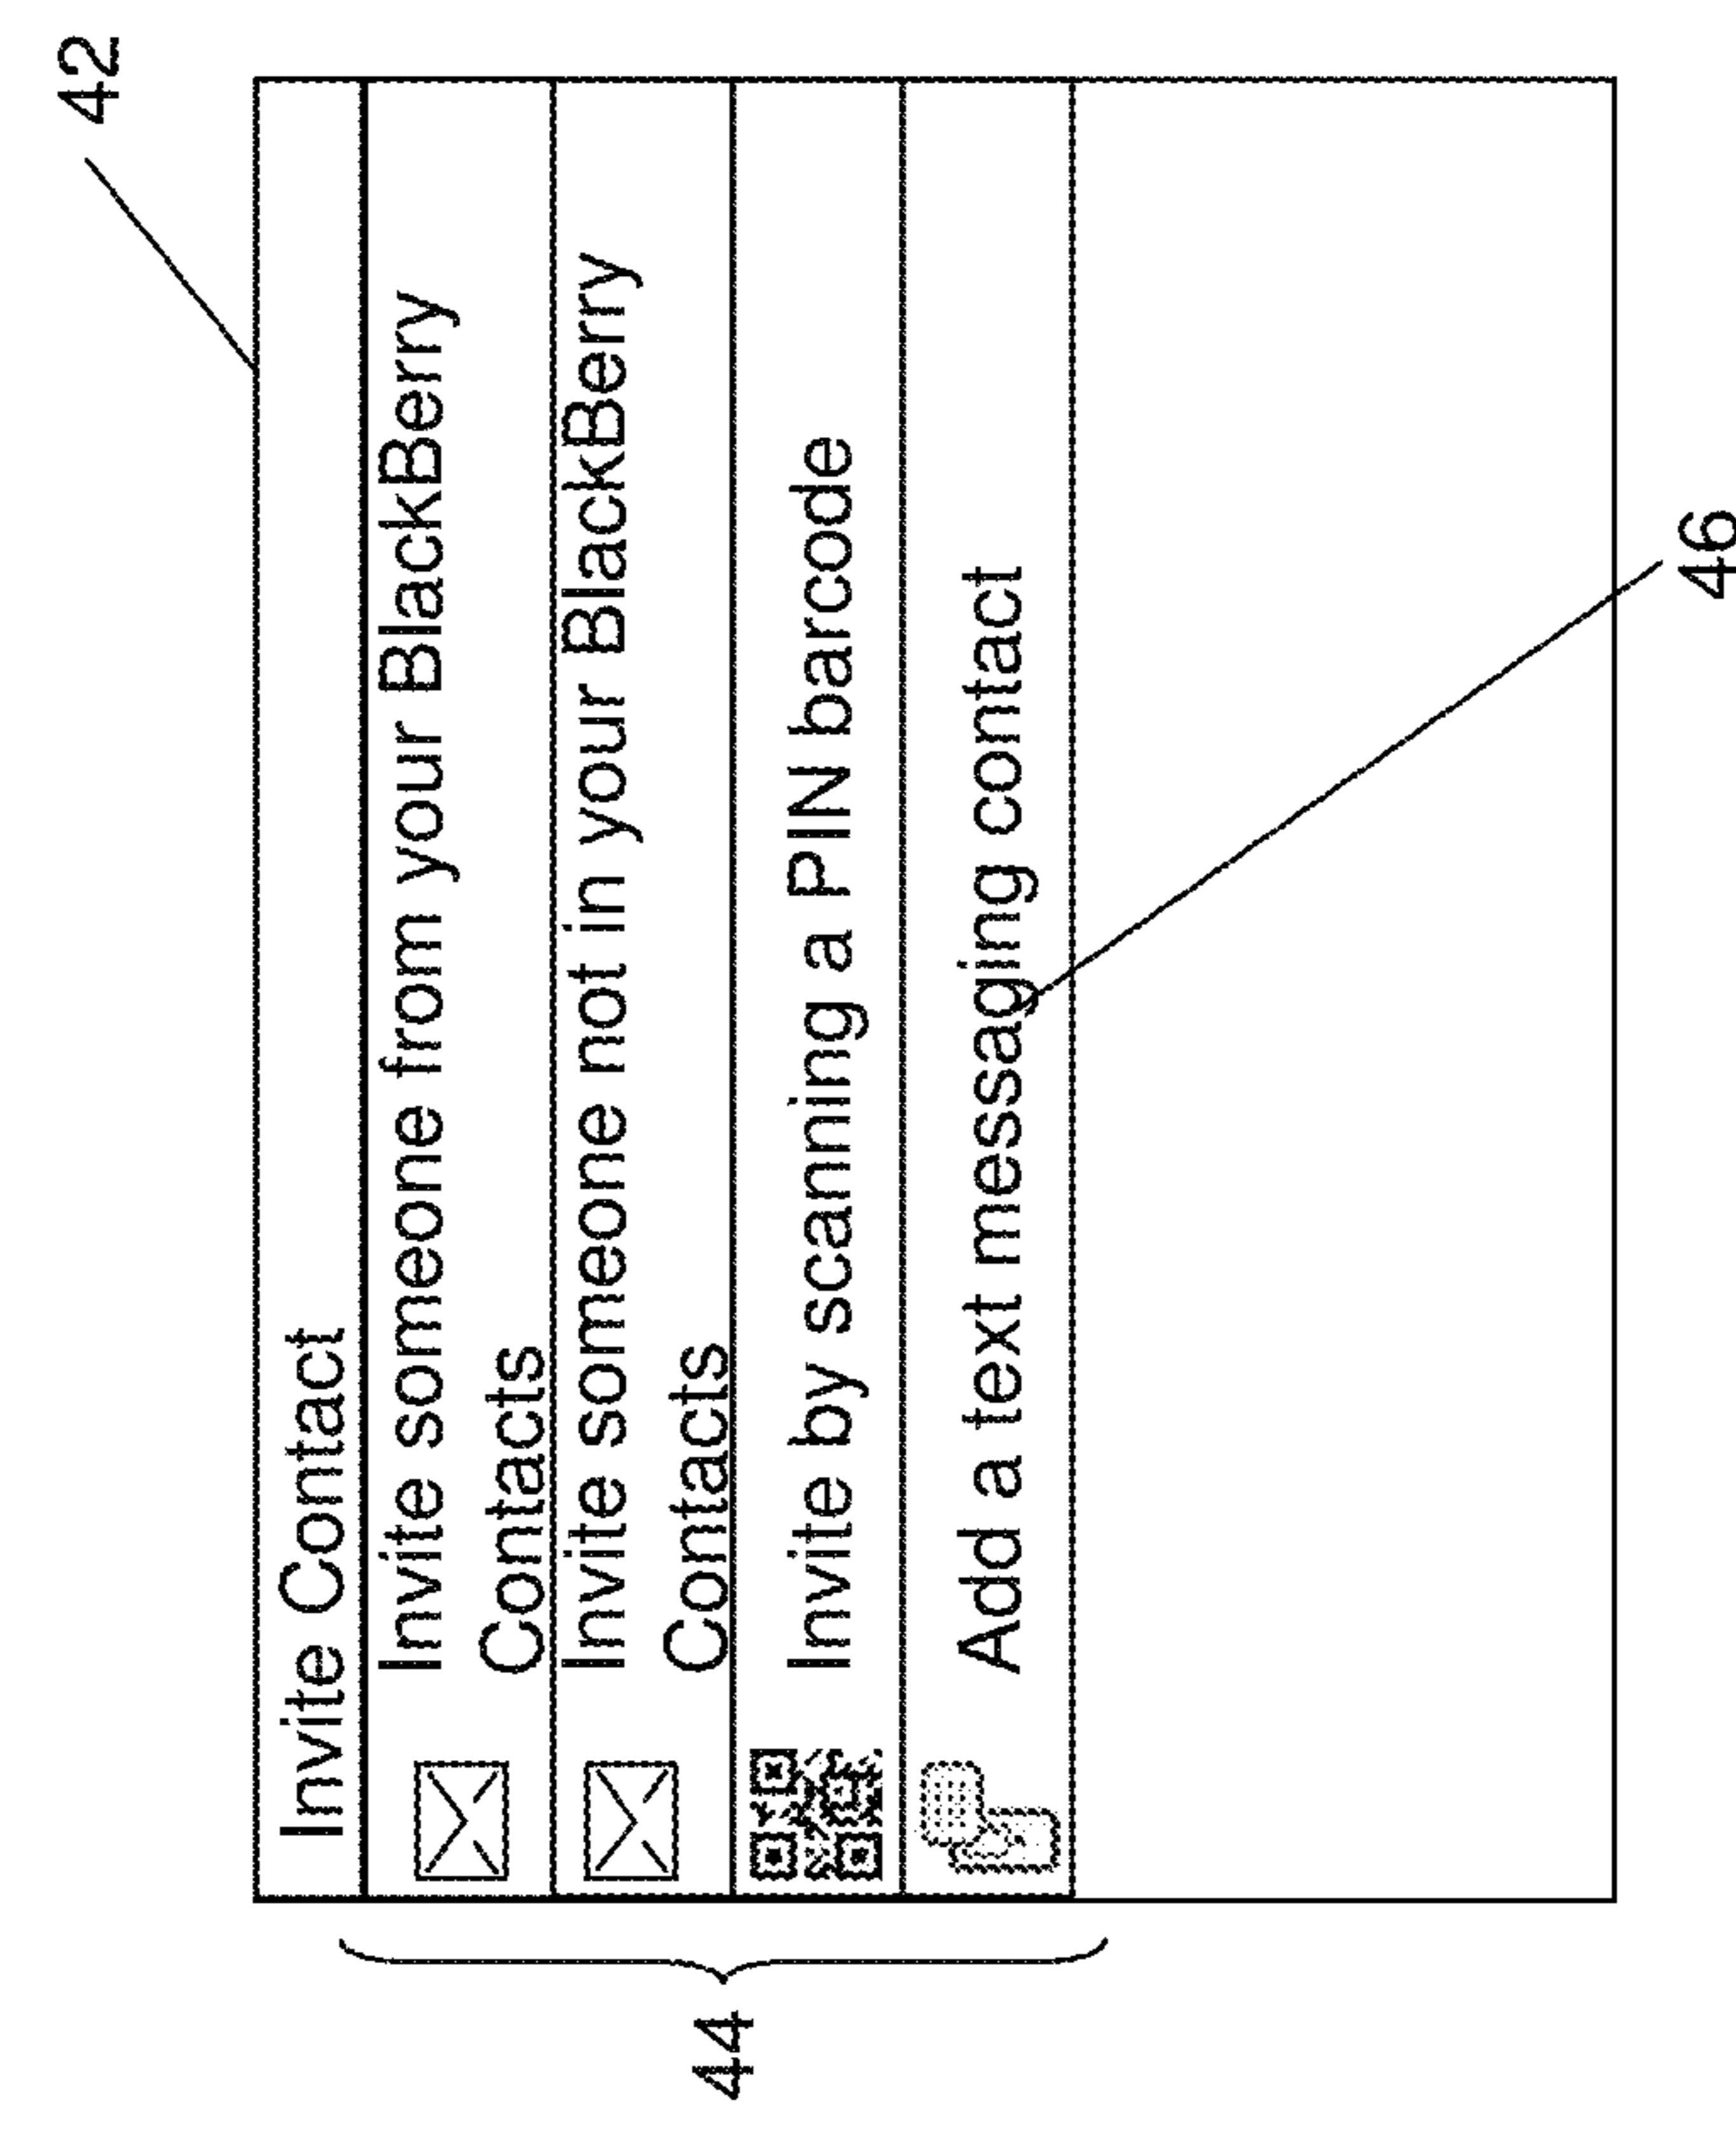 42
Invite Contact
Invite someone from your BlackBerry
Contacts
Invite someone not in your BlackBerry
Contacts
Invite by scanning a PIN barcode
Add a text messaging contact
44
46